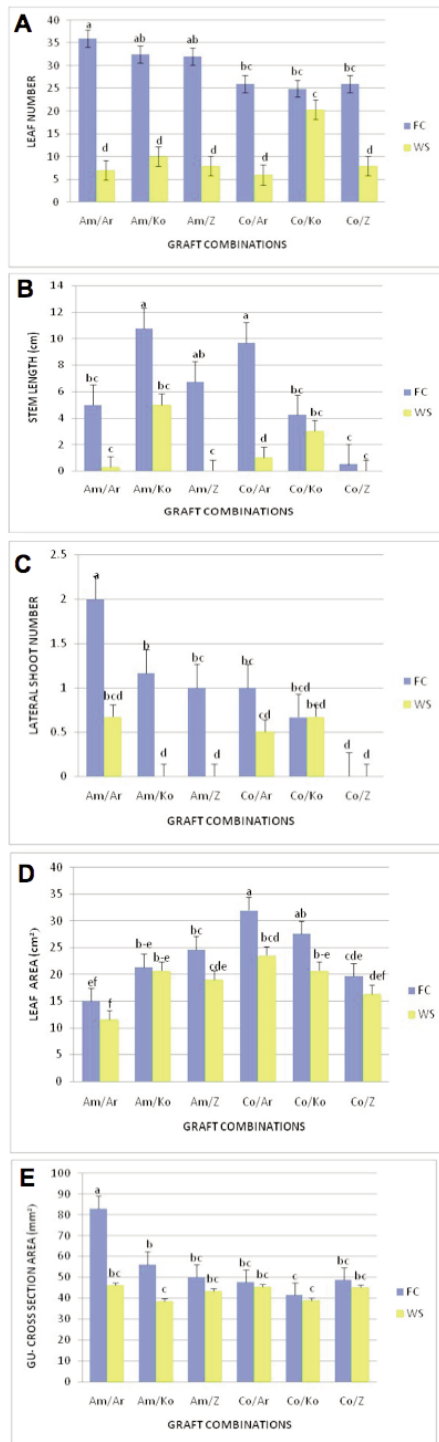 A
LEAF NUMBER
40
35
30
25
20
15
10
5
0
a
bc
bc
bc
bc
bc
d
d
d
d
c
d
Am/Ar Am/Ko Am/Z Co/Ar Co/Ko Co/Z
GRAFT COMBINATIONS
FC
WS
B
STEM LENGTH (cm)
14
12
10
8
6
4
2
0
bc
a
ab
a
bc
c
c
bc
c
d
bc
c
Am/Ar Am/Ko Am/Z Co/Ar Co/Ko Co/Z
GRAFT COMBINATIONS
FC
WS
C
LATERAL SHOOT NUMBER
2.5
2
1.5
1
0.5
0
a
b
bc
bc
bcd
d
bcd
d
d
cd
bcd
d
Am/Ar Am/Ko Am/Z Co/Ar Co/Ko Co/Z
GRAFT COMBINATIONS
FC
WS
D
LEAF AREA (cm²)
40
35
30
25
20
15
10
5
0
ef
b-e
bc
a
ab
cde
f
b-e
cde
bcd
b-e
def
Am/Ar Am/Ko Am/Z Co/Ar Co/Ko Co/Z
GRAFT COMBINATIONS
FC
WS
E
GU- CROSS SECTION AREA (mm²)
100
90
80
70
60
50
40
30
20
10
0
a
b
bc
bc
c
bc
bc
c
bc
bc
c
bc
Am/Ar Am/Ko Am/Z Co/Ar Co/Ko Co/Z
GRAFT COMBINATIONS
FC
WS